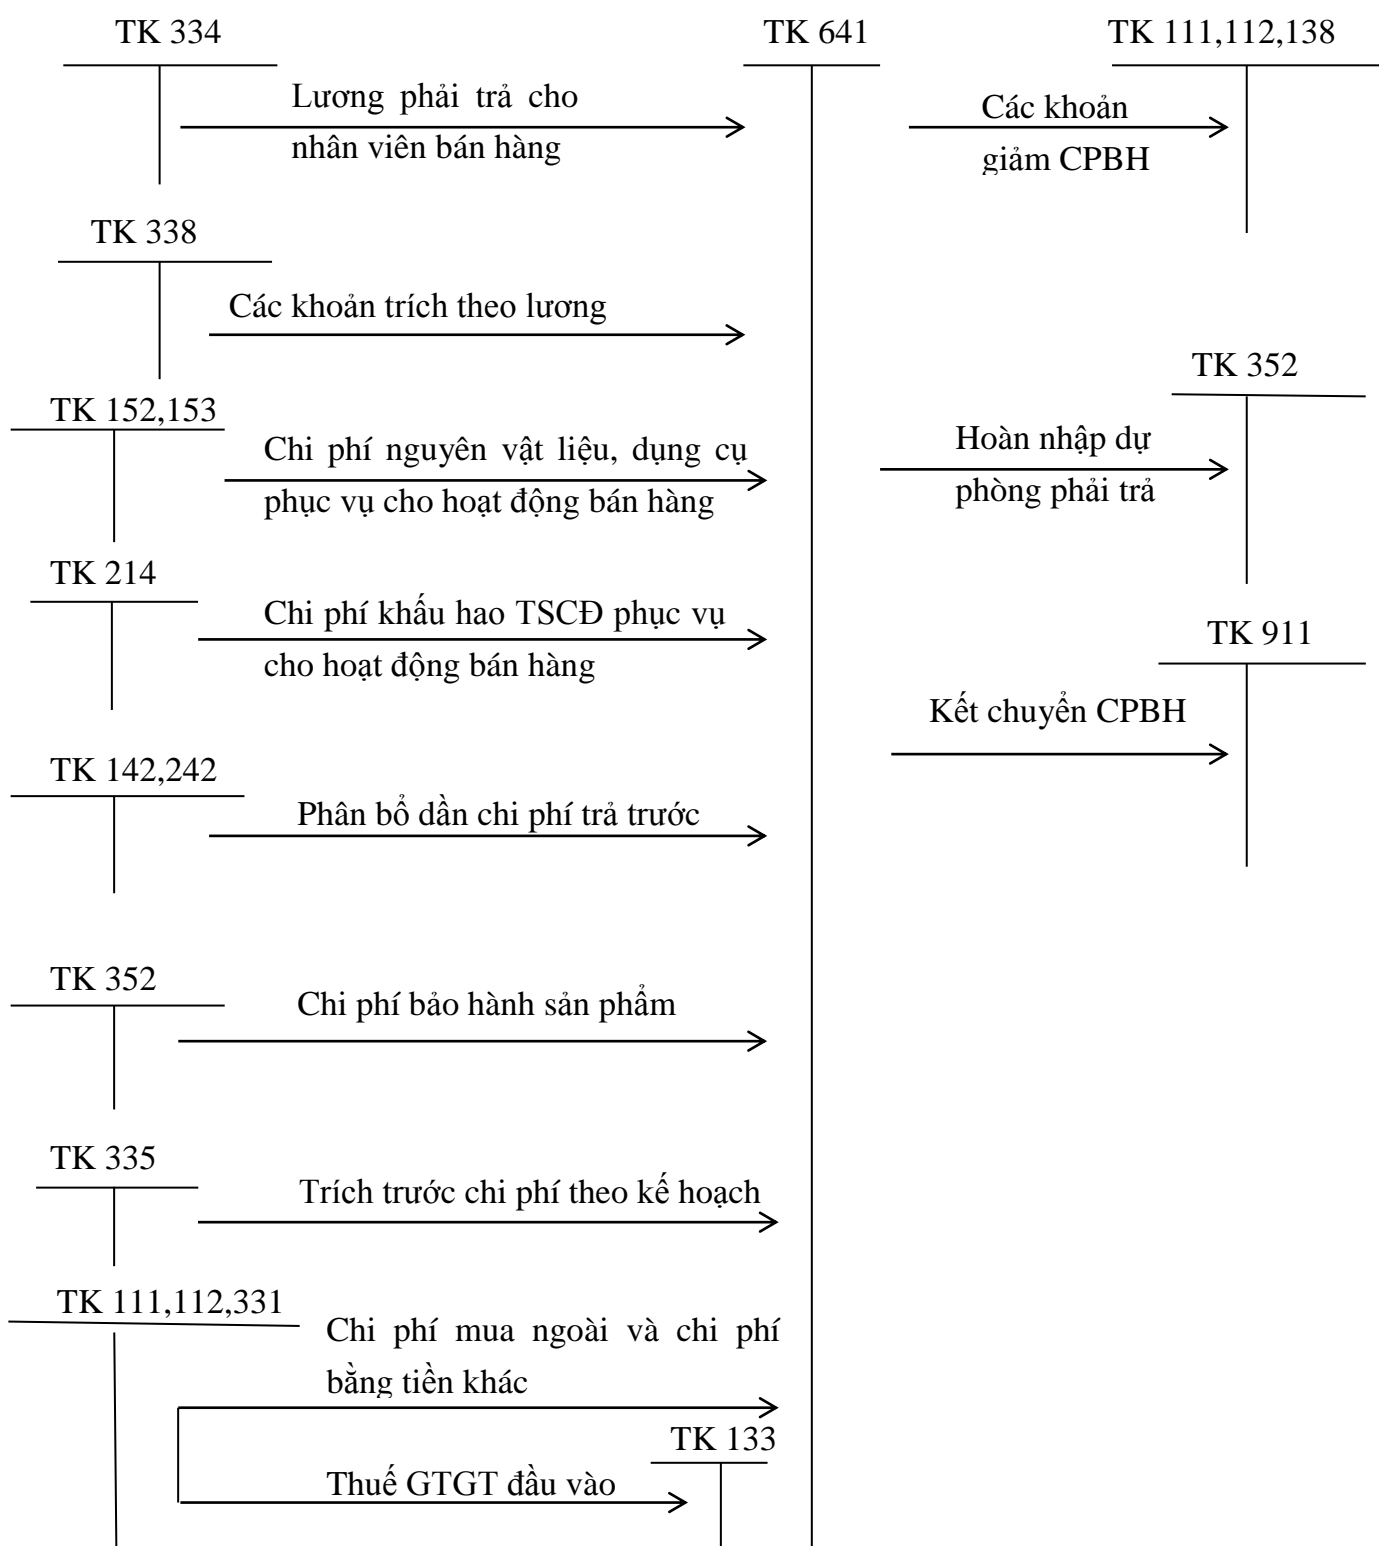 TK 334
TK 641
TK 111,112,138
Lương phải trả cho
nhân viên bán hàng
Các khoản
giảm CPBH
TK 338
Các khoản trích theo lương
TK 352
TK 152,153
Chi phí nguyên vật liệu, dụng cụ
phục vụ cho hoạt động bán hàng
Hoàn nhập dự
phòng phải trả
TK 214
Chi phí khấu hao TSCĐ phục vụ
cho hoạt động bán hàng
TK 911
Kết chuyển CPBH
TK 142,242
Phân bổ dần chi phí trả trước
TK 352
Chi phí bảo hành sản phẩm
TK 335
Trích trước chi phí theo kế hoạch
TK 111,112,331
Chi phí mua ngoài và chi phí
bằng tiền khác
TK 133
Thuế GTGT đầu vào